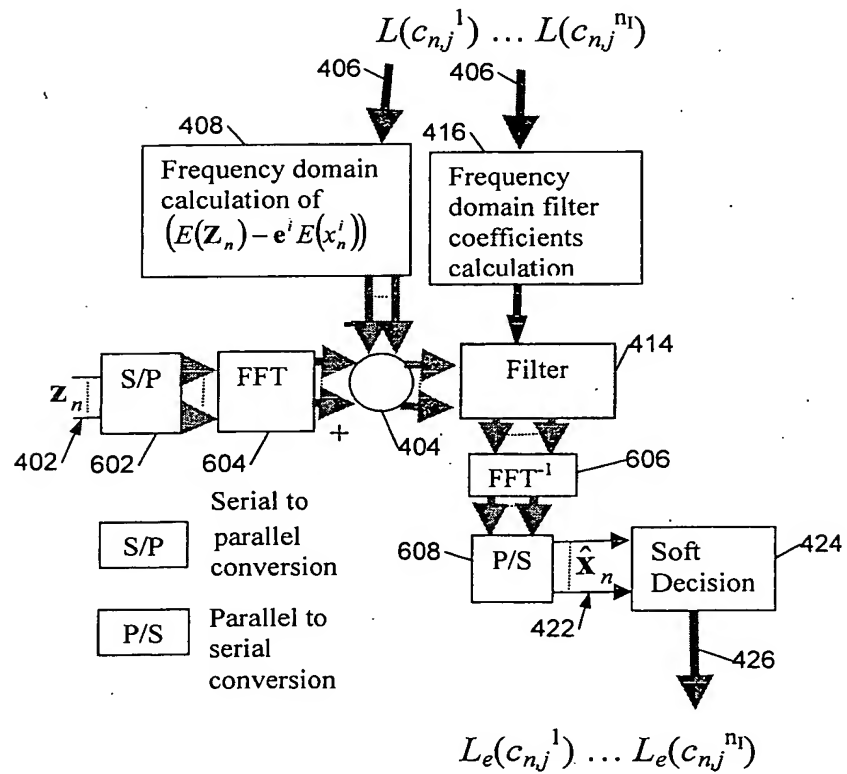 L(c_{n,j}^1) ... L(c_{n,j}^{n_I})
406
406
408
416
Frequency domain
calculation of
(E(Z_n) – e^i E(x_n^i))
Frequency
domain filter
coefficients
calculation
414
S/P
FFT
Filter
z_n
–
+
402
602
604
404
FFT^{-1}
606
Serial to
parallel
conversion
S/P
608
P/S
x̂_n
Soft
Decision
424
422
P/S
Parallel to
serial
conversion
426
L_e(c_{n,j}^1) ... L_e(c_{n,j}^{n_I})